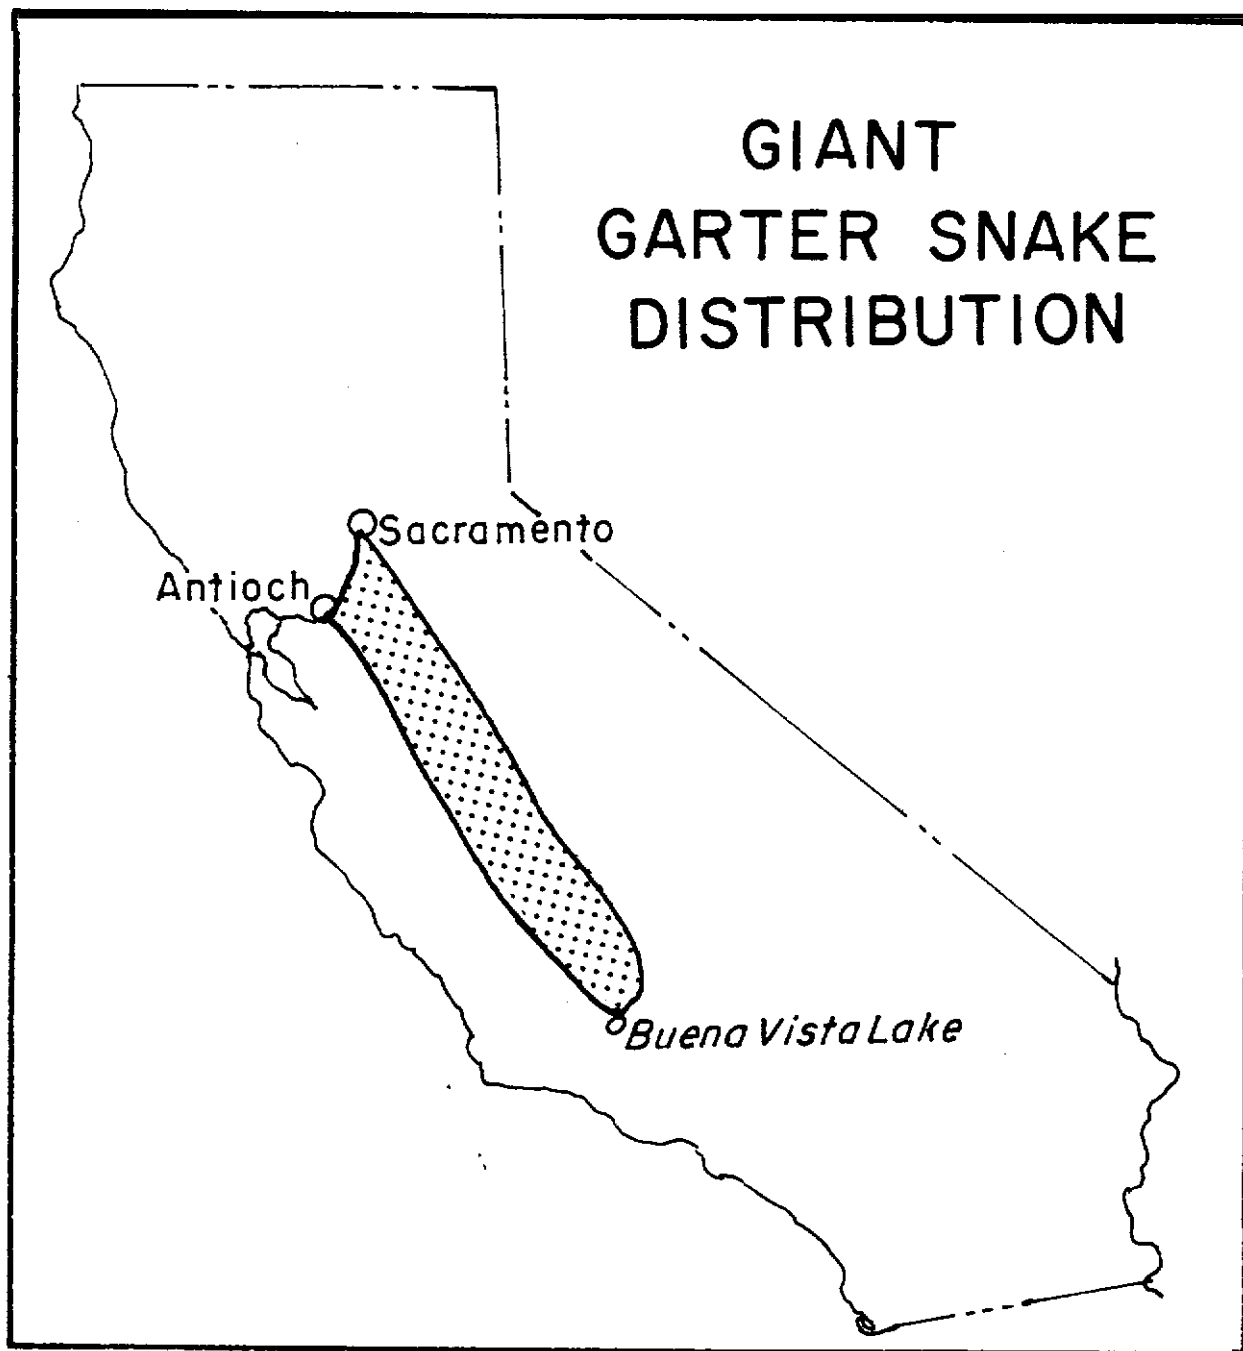 GIANT
GARTER SNAKE
DISTRIBUTION
Sacramento
Antioch
Buena Vista Lake